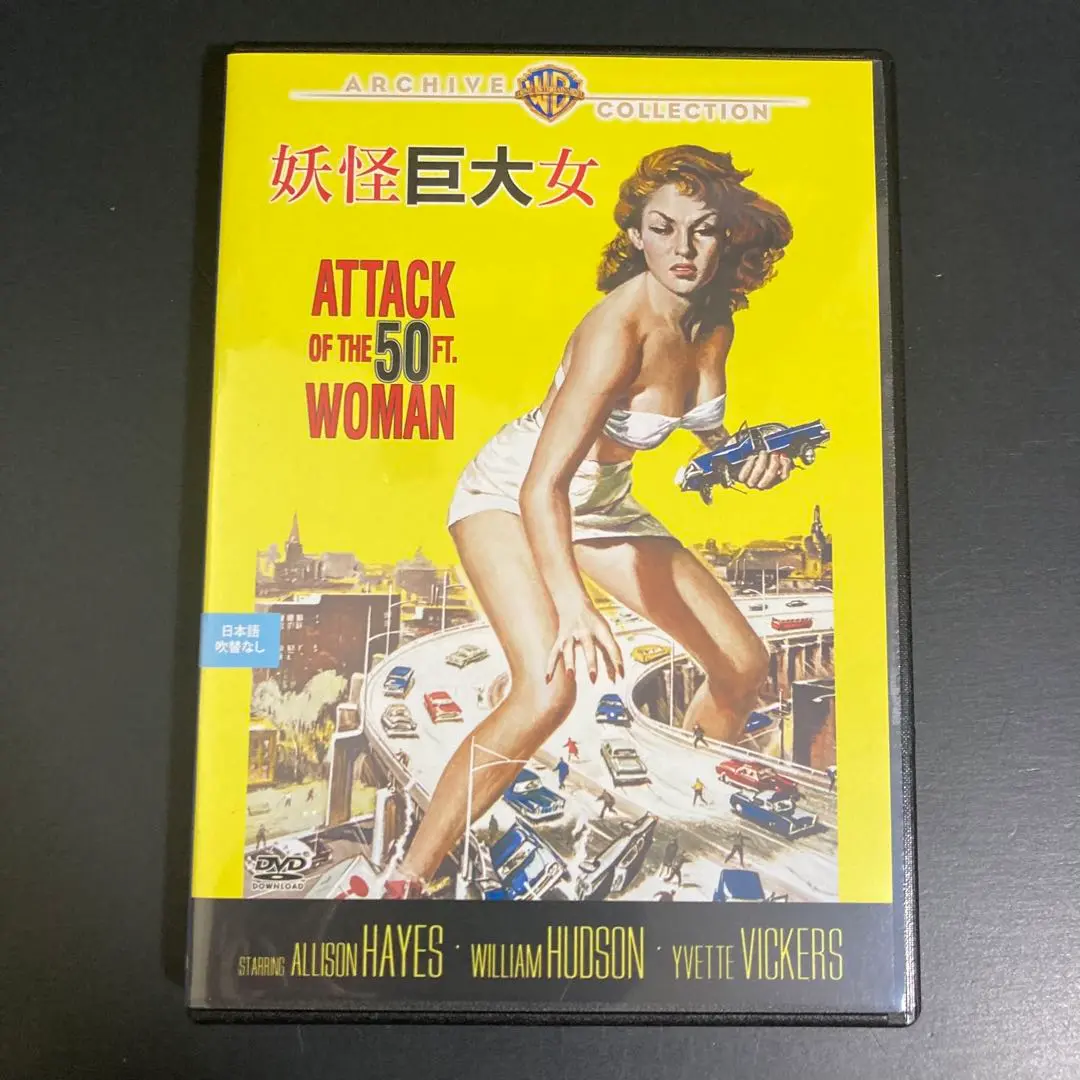 ARCHIVE WB COLLECTION
妖怪巨大女
ATTACK
OF THE 50 FT.
WOMAN
日本語
吹替なし
DVD
DOWNLOAD
STARRING ALLISON HAYES · WILLIAM HUDSON · YVETTE VICKERS